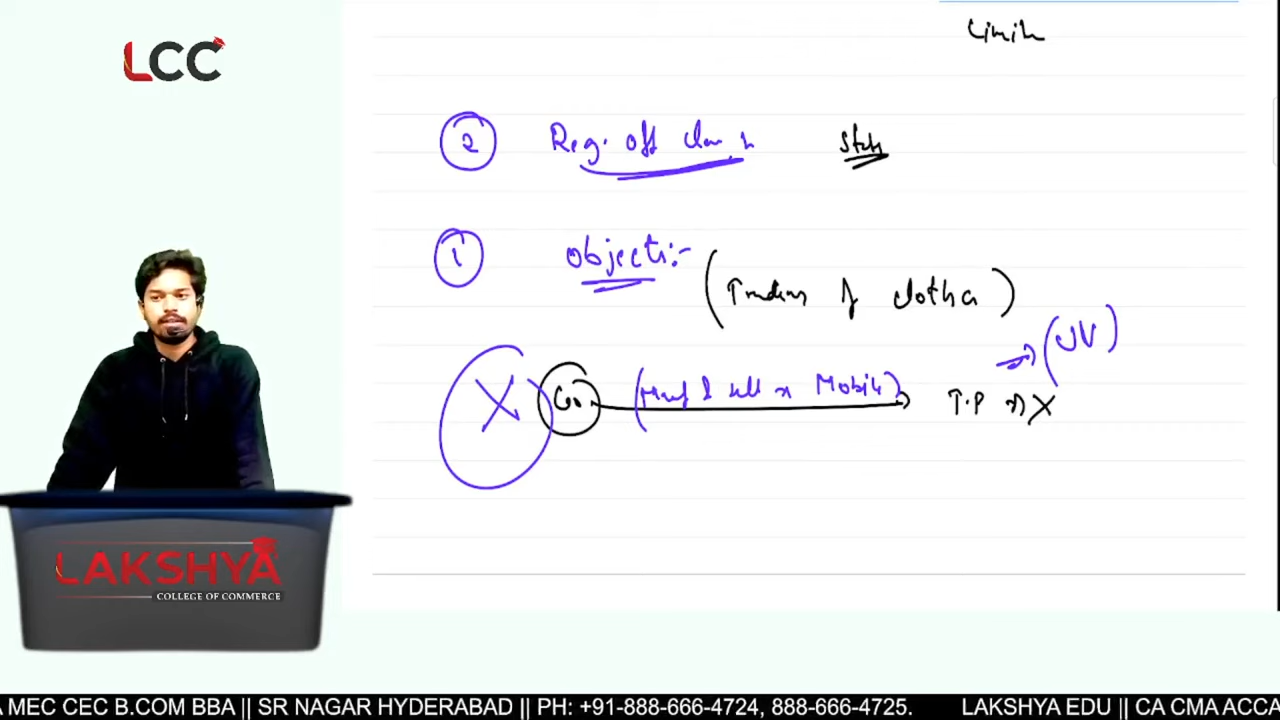 LCC
Limit
2 Reg. off clause State
1 Objects:-
(Trading of clothes)
⇒ (UV)
X Co (Manf & sell of Mobile) T.P ⇒ X
LAKSHYA
COLLEGE OF COMMERCE
A MEC CEC B.COM BBA || SR NAGAR HYDERABAD || PH: +91-888-666-4724, 888-666-4725. LAKSHYA EDU || CA CMA ACCA